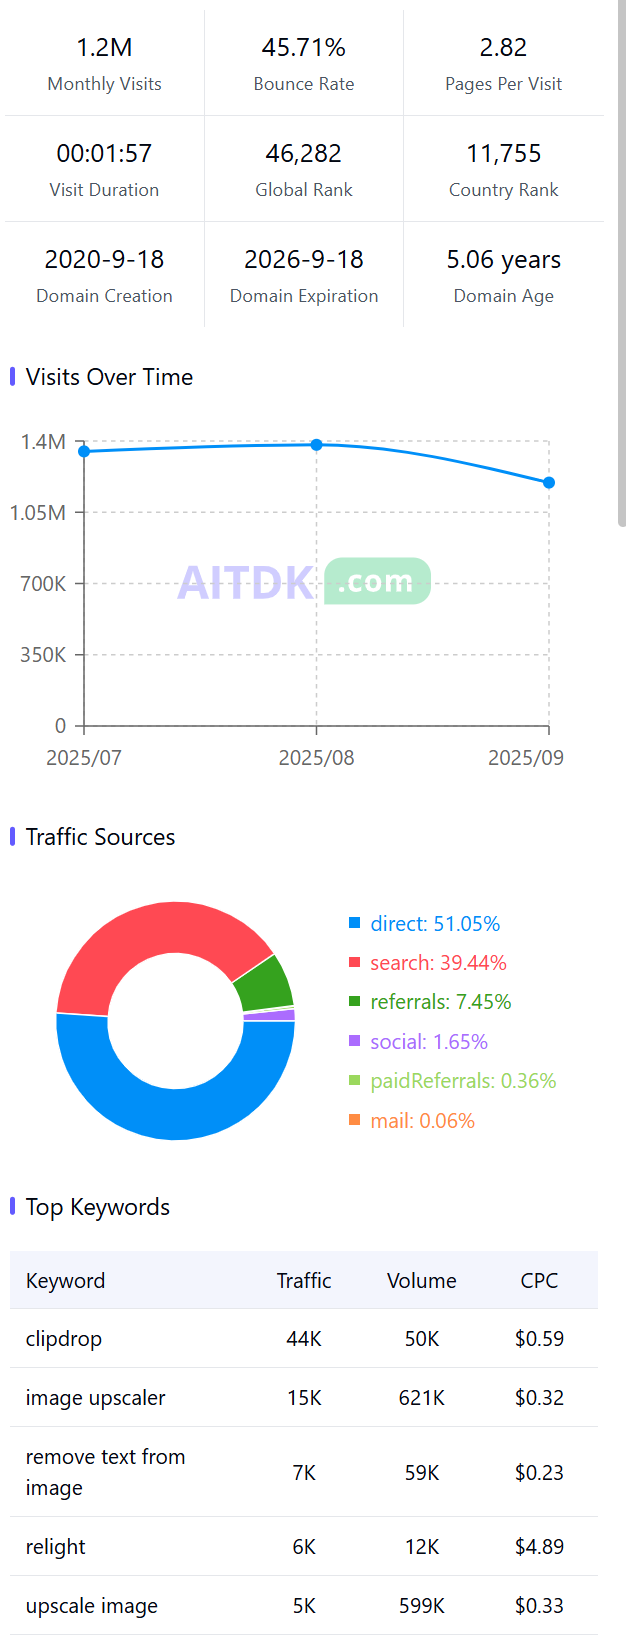 1.2M 45.71% 2.82
Monthly Visits Bounce Rate Pages Per Visit
00:01:57 46,282 11,755
Visit Duration Global Rank Country Rank
2020-9-18 2026-9-18 5.06 years
Domain Creation Domain Expiration Domain Age
Visits Over Time
1.4M
1.05M
700K
350K
0
AITDK .com
2025/07 2025/08 2025/09
Traffic Sources
direct: 51.05%
search: 39.44%
referrals: 7.45%
social: 1.65%
paidReferrals: 0.36%
mail: 0.06%
Top Keywords
Keyword Traffic Volume CPC
clipdrop 44K 50K $0.59
image upscaler 15K 621K $0.32
remove text from
image 7K 59K $0.23
relight 6K 12K $4.89
upscale image 5K 599K $0.33